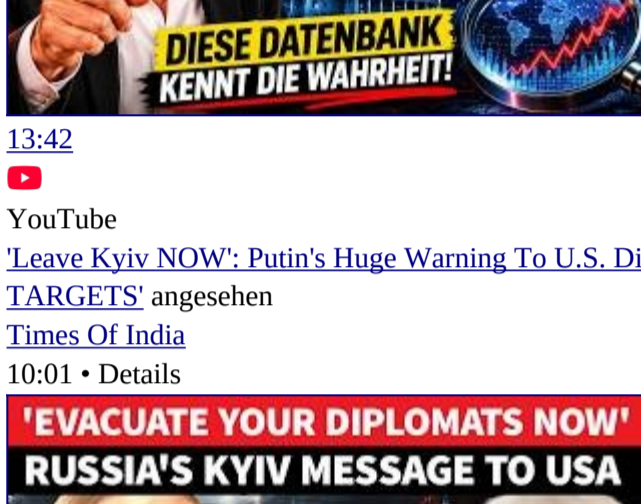 DIESE DATENBANK
KENNT DIE WAHRHEIT!
13:42
YouTube
'Leave Kyiv NOW': Putin's Huge Warning To U.S.
TARGETS' angesehen
Times Of India
10:01 • Details
'EVACUATE YOUR DIPLOMATS NOW'
RUSSIA'S KYIV MESSAGE TO USA